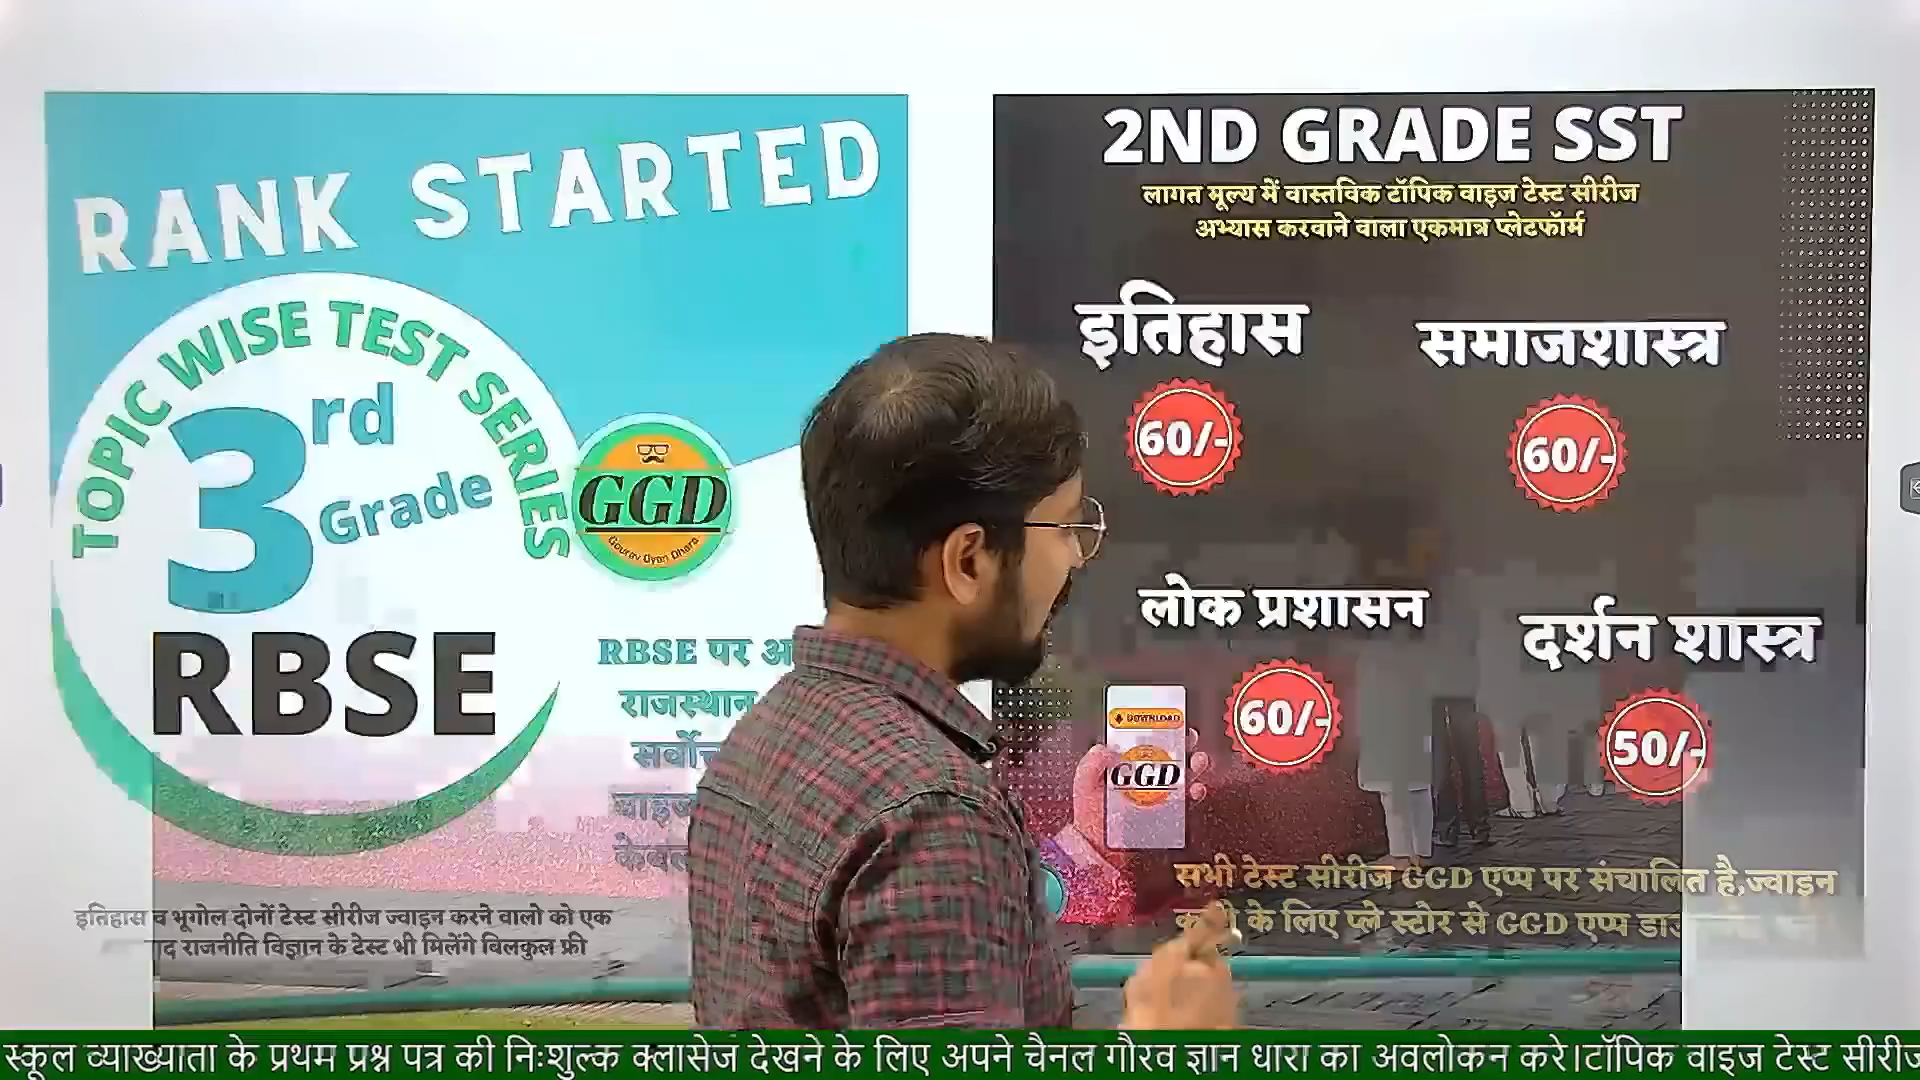 RANK STARTED
TOPIC WISE TEST SERIES
3rd
Grade
RBSE
GGD
Gourav Gyan Dhara
RBSE पर
राजस्थान
इतिहास व भूगोल दोनों टेस्ट सीरीज ज्वाइन करने वालो को एक
राजनीति विज्ञान के टेस्ट भी मिलेंगे बिलकुल फ्री
2ND GRADE SST
लागत मूल्य में वास्तविक टॉपिक वाइज टेस्ट सीरीज
अभ्यास करवाने वाला एकमात्र प्लेटफॉर्म
इतिहास
60/-
समाजशास्त्र
60/-
लोक प्रशासन
60/-
दर्शन शास्त्र
50/-
DOWNLOAD
GGD
सभी टेस्ट सीरीज GGD एप्प पर संचालित है,ज्वाइन
के लिए प्ले स्टोर से GGD एप्प
स्कूल व्याख्याता के प्रथम प्रश्न पत्र की निःशुल्क क्लासेज देखने के लिए अपने चैनल गौरव ज्ञान धारा का अवलोकन करे।टॉपिक वाइज टेस्ट सीरीज